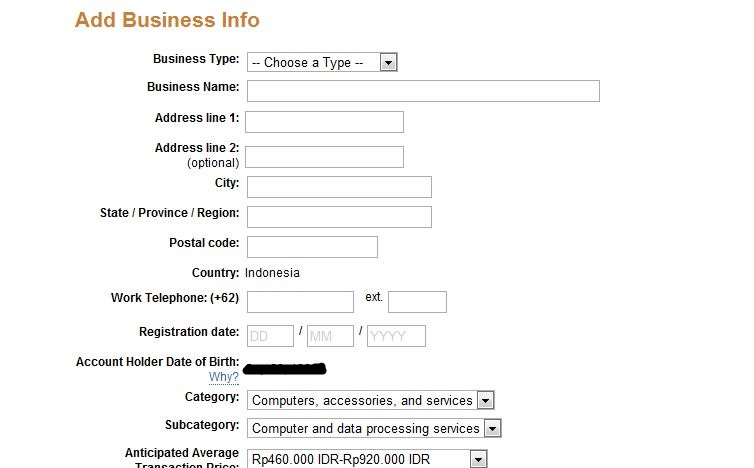 Add Business Info
Business Type: -- Choose a Type --
Business Name:
Address line 1:
Address line 2:
(optional)
City:
State / Province / Region:
Postal code:
Country: Indonesia
Work Telephone: (+62) ext.
Registration date: DD / MM / YYYY
Account Holder Date of Birth:
Why?
Category: Computers, accessories, and services
Subcategory: Computer and data processing services
Anticipated Average
Transaction Price: Rp460.000 IDR-Rp920.000 IDR